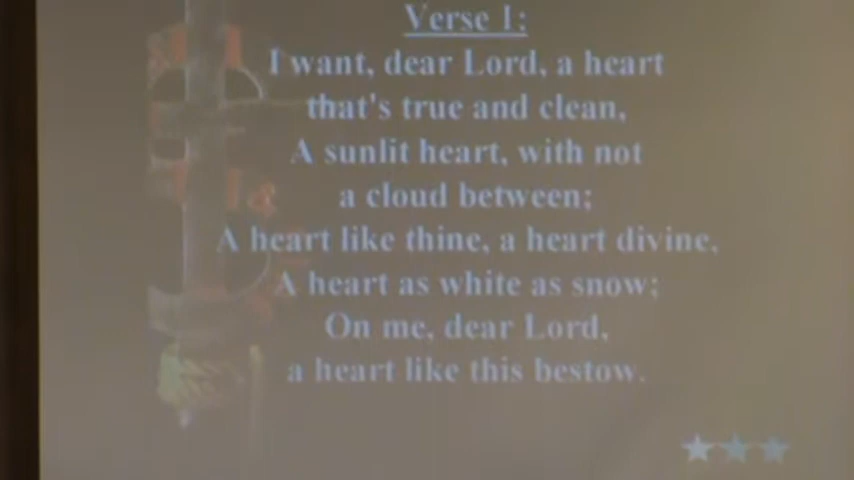 Verse 1:
I want, dear Lord, a heart
that's true and clean,
A sunlit heart, with not
a cloud between;
A heart like thine, a heart divine,
A heart as white as snow;
On me, dear Lord,
a heart like this bestow.